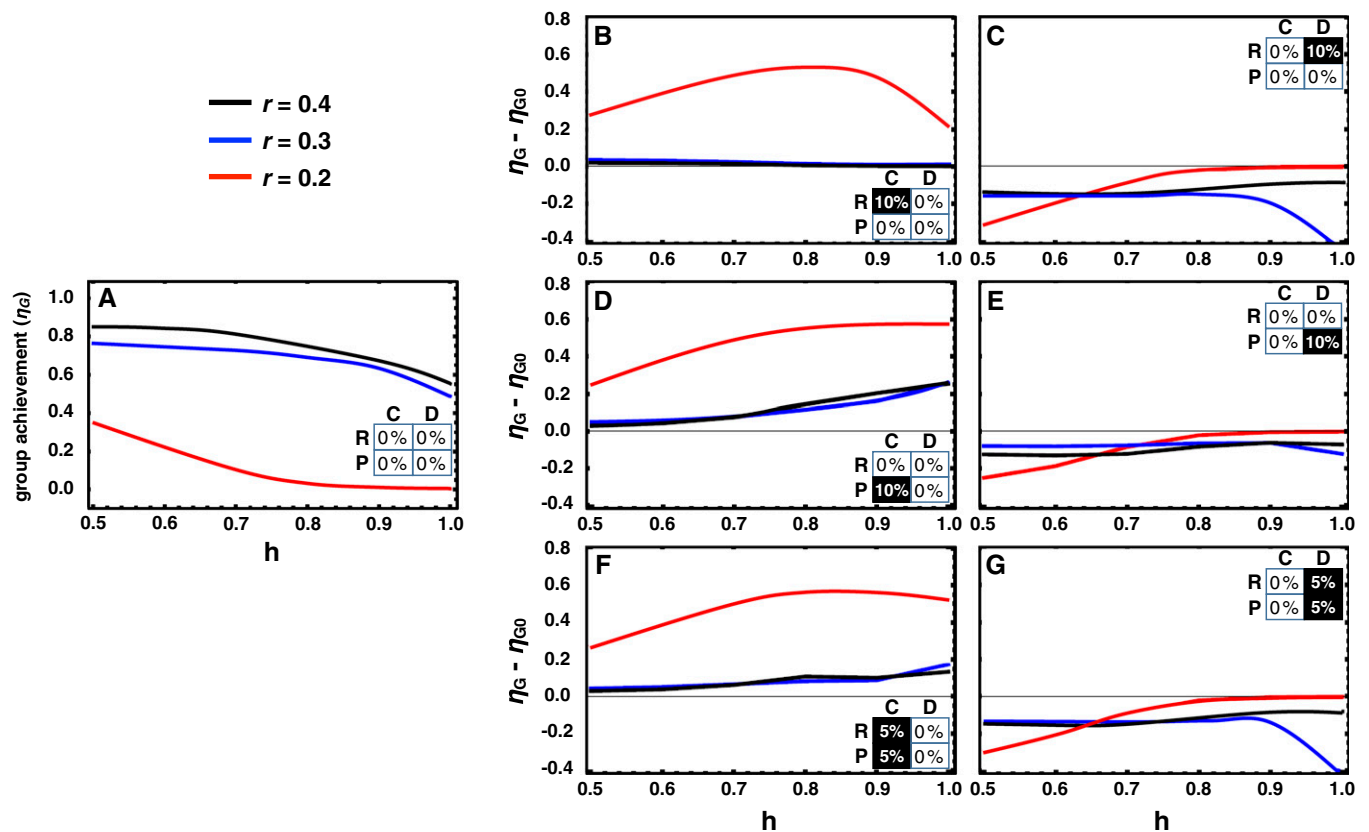 r = 0.4
r = 0.3
r = 0.2
A
group achievement (ηG)
1.0
0.8
0.6
0.4
0.2
0.0
C D
R 0% 0%
P 0% 0%
0.5 0.6 0.7 0.8 0.9 1.0
h
B
ηG - ηG0
0.8
0.6
0.4
0.2
0.0
-0.2
-0.4
C D
R 10% 0%
P 0% 0%
0.5 0.6 0.7 0.8 0.9 1.0
C
C D
R 0% 10%
P 0% 0%
0.5 0.6 0.7 0.8 0.9 1.0
D
ηG - ηG0
0.8
0.6
0.4
0.2
0.0
-0.2
-0.4
C D
R 0% 0%
P 10% 0%
0.5 0.6 0.7 0.8 0.9 1.0
E
C D
R 0% 0%
P 0% 10%
0.5 0.6 0.7 0.8 0.9 1.0
F
ηG - ηG0
0.8
0.6
0.4
0.2
0.0
-0.2
-0.4
C D
R 5% 0%
P 5% 0%
0.5 0.6 0.7 0.8 0.9 1.0
h
G
C D
R 0% 5%
P 0% 5%
0.5 0.6 0.7 0.8 0.9 1.0
h